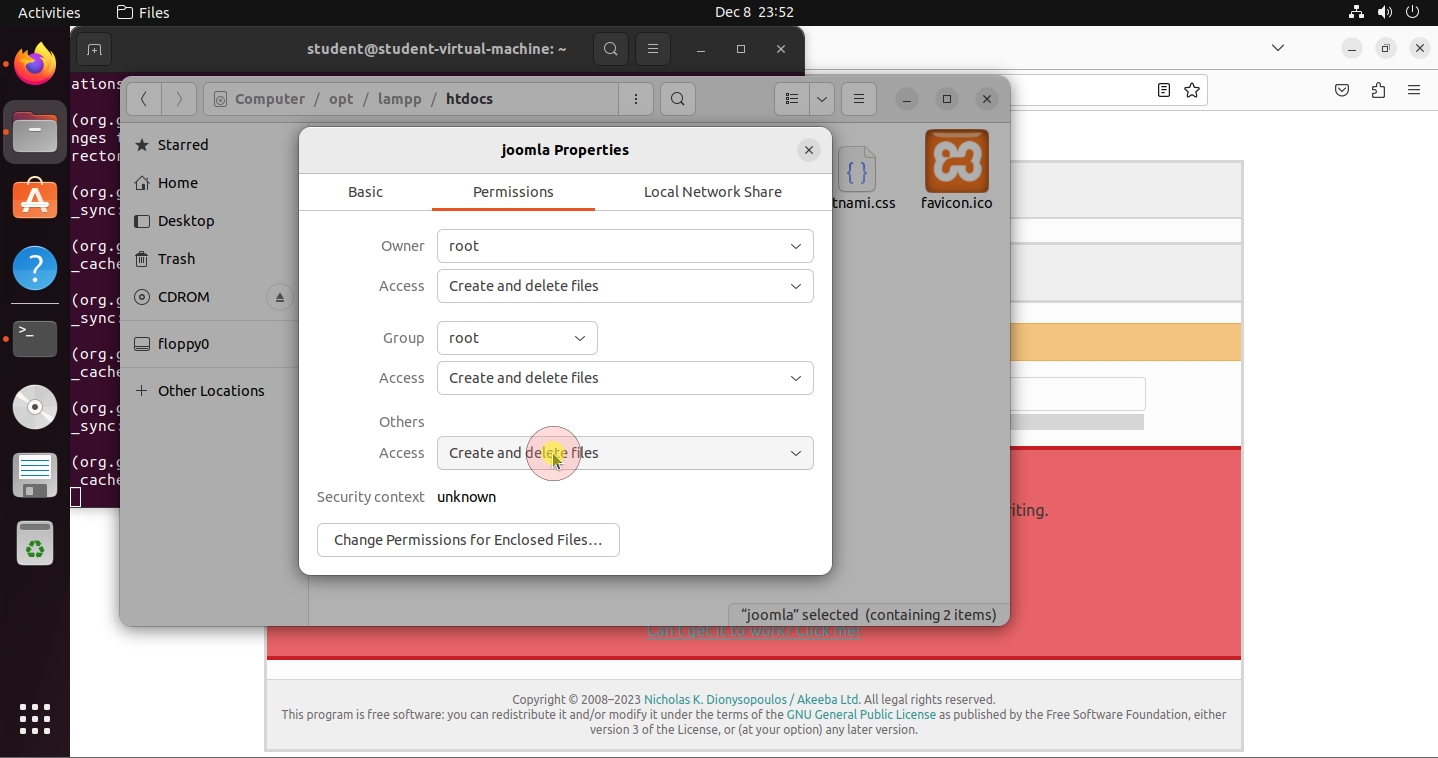 Activities Files Dec 8 23:52
student@student-virtual-machine: ~
ations
Computer / opt / lampp / htdocs
(org.g
nges t
rector
Starred
joomla Properties
Home
Basic Permissions Local Network Share
tnami.css favicon.ico
(org.g
_sync:
Desktop
Owner root
(org.g
_cache
Trash
Access Create and delete files
CDROM
(org.g
_sync:
Group root
floppy0
(org.g
_cache
Access Create and delete files
Other Locations
(org.g
_sync:
Others
Access Create and delete files
(org.g
_cache
Security context unknown
iting.
Change Permissions for Enclosed Files…
"joomla" selected (containing 2 items)
Can't get it to work? Click me!
Copyright © 2008–2023 Nicholas K. Dionysopoulos / Akeeba Ltd. All legal rights reserved.
This program is free software: you can redistribute it and/or modify it under the terms of the GNU General Public License as published by the Free Software Foundation, either
version 3 of the License, or (at your option) any later version.